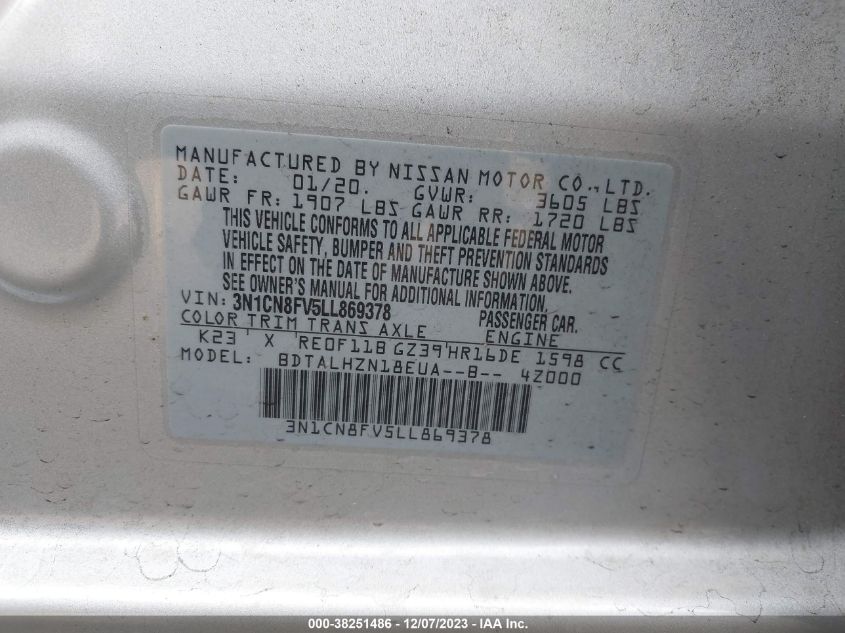 MANUFACTURED BY NISSAN MOTOR CO., LTD.
DATE: 01/20. GVWR: 3605 LBS
GAWR FR: 1907 LBS GAWR RR: 1720 LBS
THIS VEHICLE CONFORMS TO ALL APPLICABLE FEDERAL MOTOR
VEHICLE SAFETY, BUMPER AND THEFT PREVENTION STANDARDS
IN EFFECT ON THE DATE OF MANUFACTURE SHOWN ABOVE.
SEE OWNER'S MANUAL FOR ADDITIONAL INFORMATION.
VIN: 3N1CN8FV5LL869378 PASSENGER CAR.
COLOR TRIM TRANS AXLE ENGINE
K23 X RE0F11B GZ39 HR16DE 1598 CC
MODEL: BDTALHZN18EUA--B-- 4Z000
3N1CN8FV5LL869378
000-38251486 - 12/07/2023 - IAA Inc.